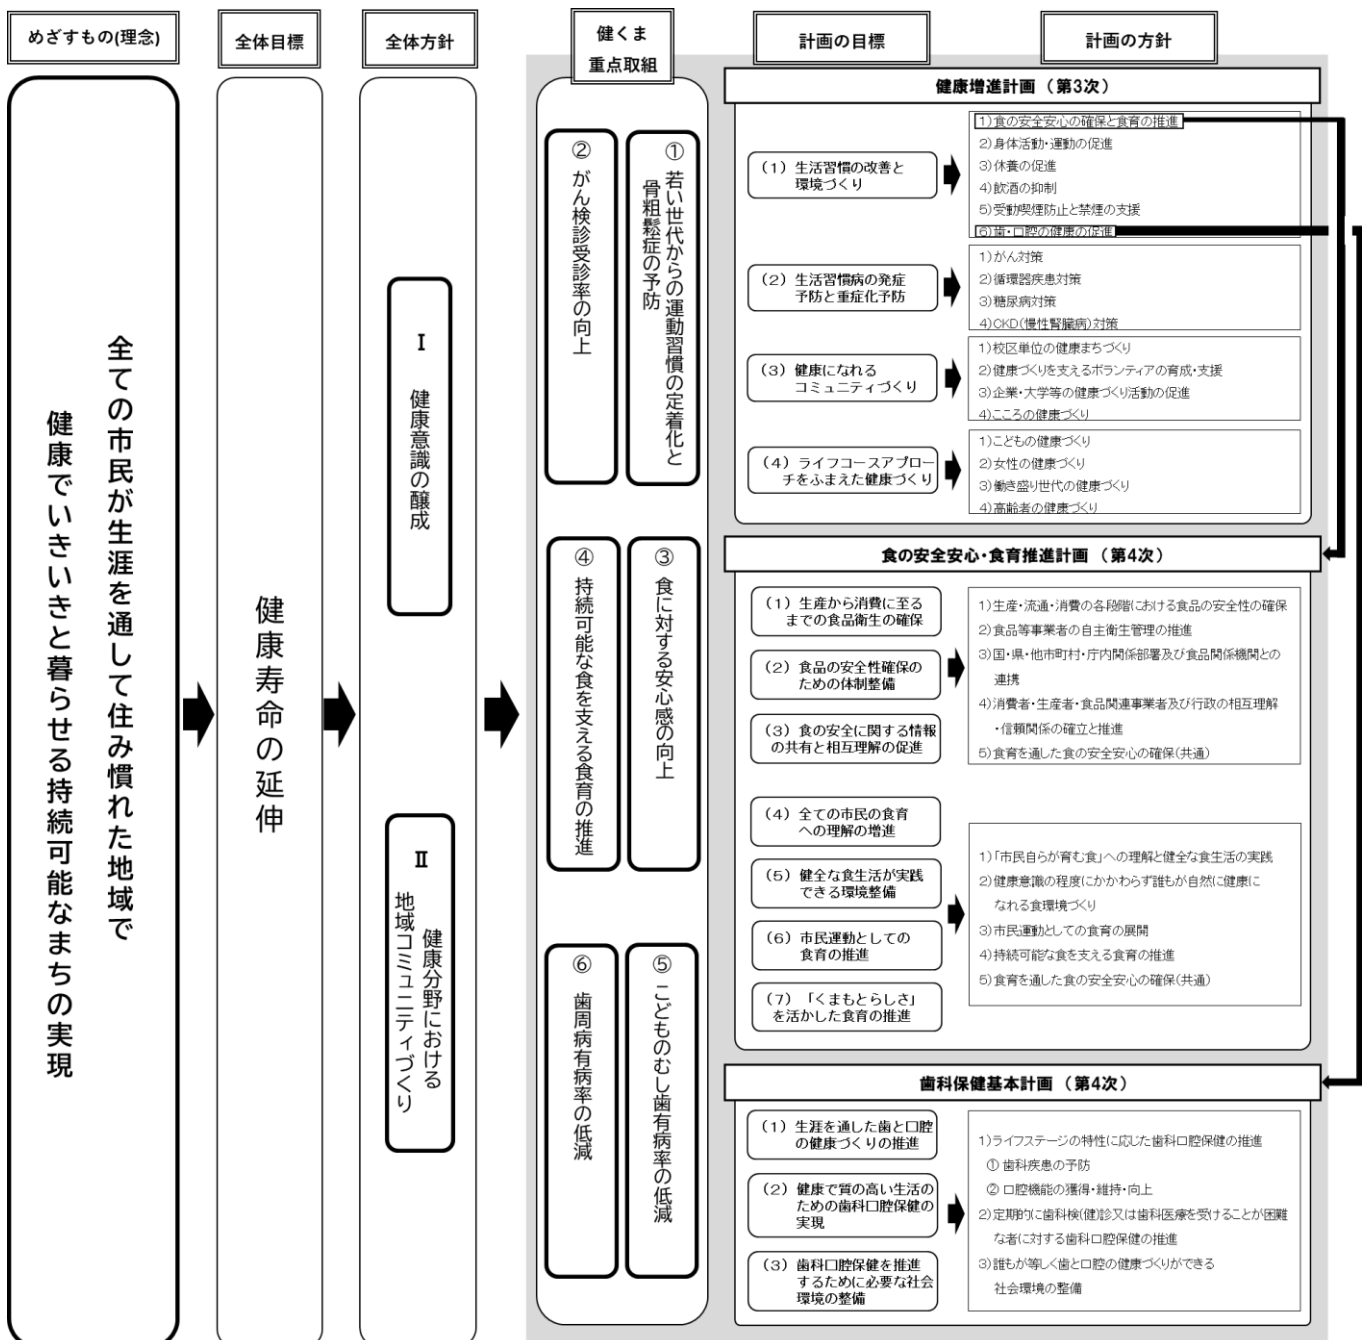 めざすもの(理念)
全体目標
全体方針
健くま
重点取組
計画の目標
計画の方針
全ての市民が生涯を通して住み慣れた地域で
健康でいきいきと暮らせる持続可能なまちの実現
健康寿命の延伸
Ⅰ 健康意識の醸成
Ⅱ 健康分野における
地域コミュニティづくり
① 若い世代からの運動習慣の定着化と
骨粗鬆症の予防
② がん検診受診率の向上
③ 食に対する安心感の向上
④ 持続可能な食を支える食育の推進
⑤ こどものむし歯有病率の低減
⑥ 歯周病有病率の低減
健康増進計画（第3次）
（1）生活習慣の改善と
環境づくり
1)食の安全安心の確保と食育の推進
2)身体活動・運動の促進
3)休養の促進
4)飲酒の抑制
5)受動喫煙防止と禁煙の支援
6)歯・口腔の健康の促進
（2）生活習慣病の発症
予防と重症化予防
1)がん対策
2)循環器疾患対策
3)糖尿病対策
4)CKD(慢性腎臓病)対策
（3）健康になれる
コミュニティづくり
1)校区単位の健康まちづくり
2)健康づくりを支えるボランティアの育成・支援
3)企業・大学等の健康づくり活動の促進
4)こころの健康づくり
（4）ライフコースアプロー
チをふまえた健康づくり
1)こどもの健康づくり
2)女性の健康づくり
3)働き盛り世代の健康づくり
4)高齢者の健康づくり
食の安全安心・食育推進計画（第4次）
（1）生産から消費に至る
までの食品衛生の確保
（2）食品の安全性確保の
ための体制整備
（3）食の安全に関する情報
の共有と相互理解の促進
1)生産・流通・消費の各段階における食品の安全性の確保
2)食品等事業者の自主衛生管理の推進
3)国・県・他市町村・庁内関係部署及び食品関係機関との
連携
4)消費者・生産者・食品関連事業者及び行政の相互理解
・信頼関係の確立と推進
5)食育を通した食の安全安心の確保(共通)
（4）全ての市民の食育
への理解の増進
（5）健全な食生活が実践
できる環境整備
（6）市民運動としての
食育の推進
（7）「くまもとらしさ」
を活かした食育の推進
1)「市民自らが育む食」への理解と健全な食生活の実践
2)健康意識の程度にかかわらず誰もが自然に健康に
なれる食環境づくり
3)市民運動としての食育の展開
4)持続可能な食を支える食育の推進
5)食育を通した食の安全安心の確保(共通)
歯科保健基本計画（第4次）
（1）生涯を通した歯と口腔
の健康づくりの推進
（2）健康で質の高い生活の
ための歯科口腔保健の
実現
（3）歯科口腔保健を推進
するために必要な社会
環境の整備
1)ライフステージの特性に応じた歯科口腔保健の推進
① 歯科疾患の予防
② 口腔機能の獲得・維持・向上
2)定期的に歯科検(健)診又は歯科医療を受けることが困難
な者に対する歯科口腔保健の推進
3)誰もが等しく歯と口腔の健康づくりができる
社会環境の整備